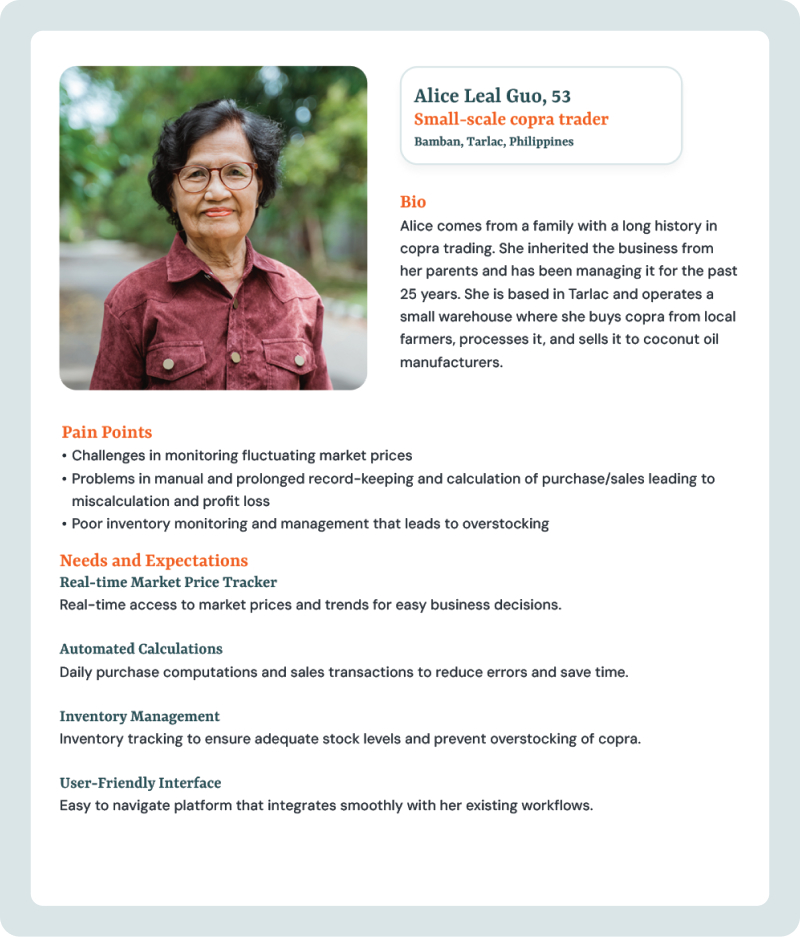 Alice Leal Guo, 53
Small-scale copra trader
Bamban, Tarlac, Philippines
Bio
Alice comes from a family with a long history in
copra trading. She inherited the business from
her parents and has been managing it for the past
25 years. She is based in Tarlac and operates a
small warehouse where she buys copra from local
farmers, processes it, and sells it to coconut oil
manufacturers.
Pain Points
• Challenges in monitoring fluctuating market prices
• Problems in manual and prolonged record-keeping and calculation of purchase/sales leading to
miscalculation and profit loss
• Poor inventory monitoring and management that leads to overstocking
Needs and Expectations
Real-time Market Price Tracker
Real-time access to market prices and trends for easy business decisions.
Automated Calculations
Daily purchase computations and sales transactions to reduce errors and save time.
Inventory Management
Inventory tracking to ensure adequate stock levels and prevent overstocking of copra.
User-Friendly Interface
Easy to navigate platform that integrates smoothly with her existing workflows.